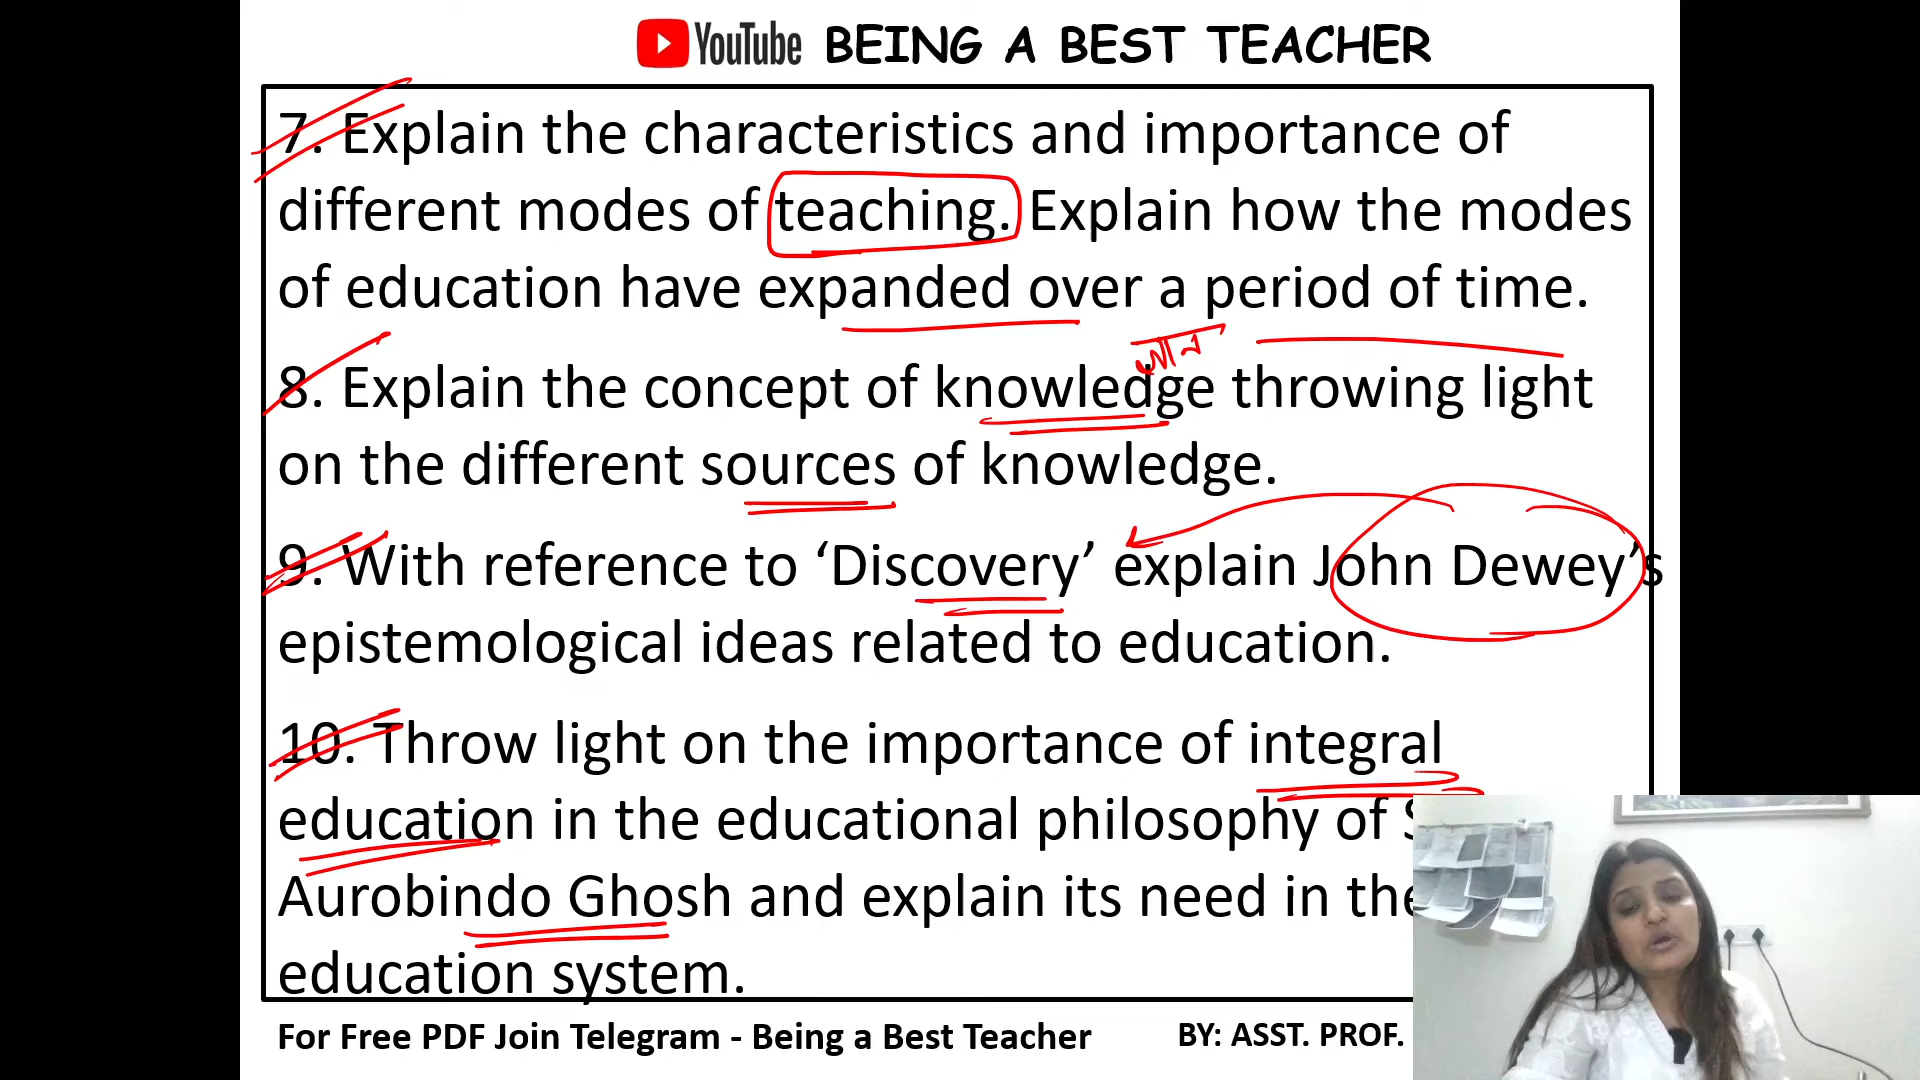 YouTube BEING A BEST TEACHER
7. Explain the characteristics and importance of
different modes of teaching. Explain how the modes
of education have expanded over a period of time.
ज्ञान
8. Explain the concept of knowledge throwing light
on the different sources of knowledge.
9. With reference to ‘Discovery’ explain John Dewey’s
epistemological ideas related to education.
10. Throw light on the importance of integral
education in the educational philosophy of S
Aurobindo Ghosh and explain its need in the
education system.
For Free PDF Join Telegram - Being a Best Teacher
BY: ASST. PROF.